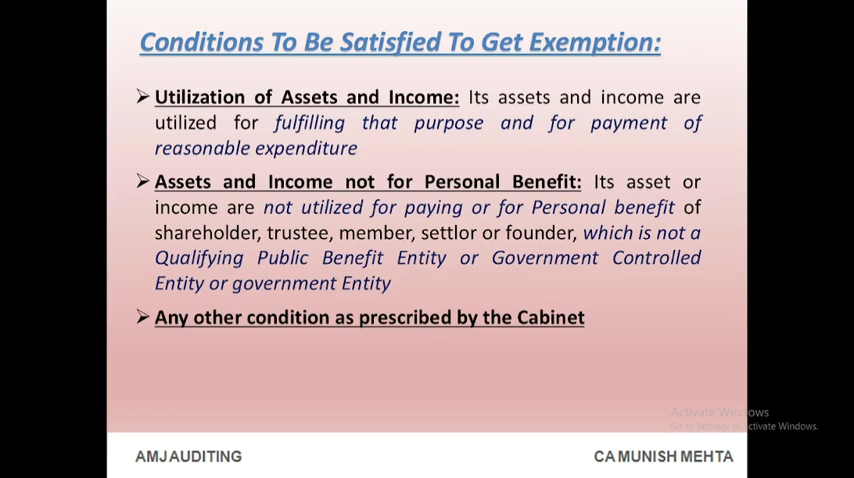 Conditions To Be Satisfied To Get Exemption:
➢ Utilization of Assets and Income: Its assets and income are
utilized for fulfilling that purpose and for payment of
reasonable expenditure
➢ Assets and Income not for Personal Benefit: Its asset or
income are not utilized for paying or for Personal benefit of
shareholder, trustee, member, settlor or founder, which is not a
Qualifying Public Benefit Entity or Government Controlled
Entity or government Entity
➢ Any other condition as prescribed by the Cabinet
Activate Windows
Go to Settings to activate Windows.
AMJ AUDITING
CA MUNISH MEHTA